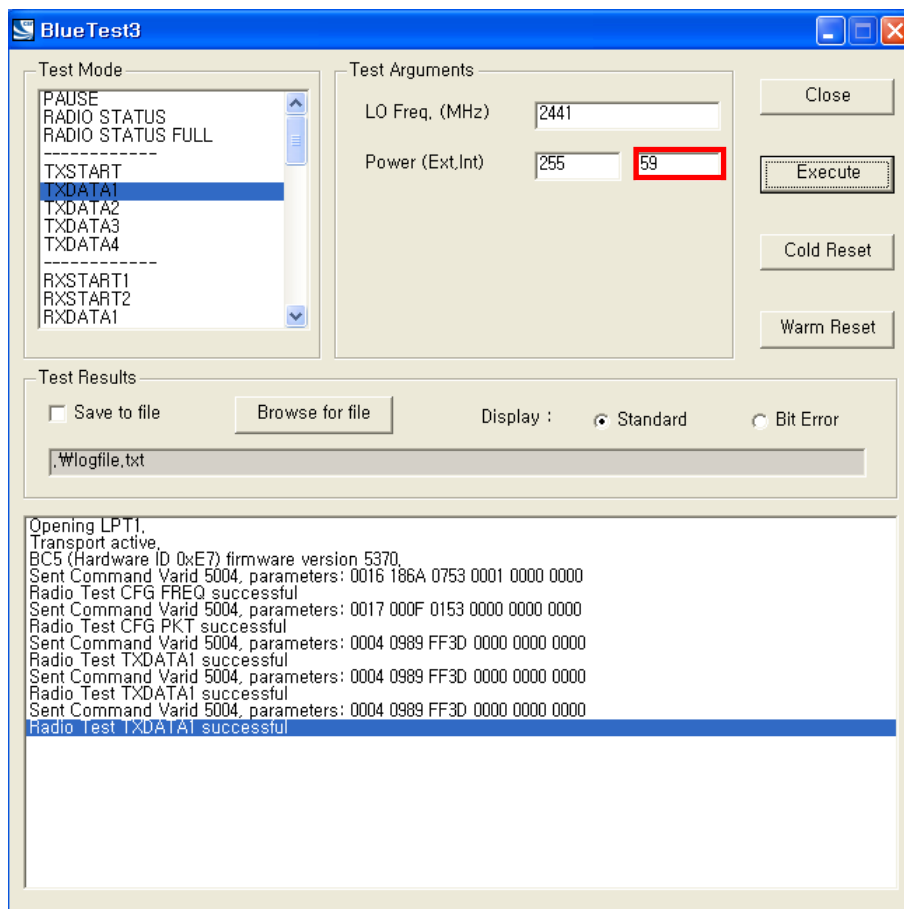 BlueTest3
Test Mode
PAUSE
RADIO STATUS
RADIO STATUS FULL
------------
TXSTART
TXDATA1
TXDATA2
TXDATA3
TXDATA4
------------
RXSTART1
RXSTART2
RXDATA1
Test Arguments
LO Freq, (MHz) 2441
Power (Ext,Int) 255 59
Close
Execute
Cold Reset
Warm Reset
Test Results
Save to file Browse for file Display : Standard Bit Error
.₩logfile,txt
Opening LPT1,
Transport active,
BC5 (Hardware ID 0xE7) firmware version 5370,
Sent Command Varid 5004, parameters: 0016 186A 0753 0001 0000 0000
Radio Test CFG FREQ successful
Sent Command Varid 5004, parameters: 0017 000F 0153 0000 0000 0000
Radio Test CFG PKT successful
Sent Command Varid 5004, parameters: 0004 0989 FF3D 0000 0000 0000
Radio Test TXDATA1 successful
Sent Command Varid 5004, parameters: 0004 0989 FF3D 0000 0000 0000
Radio Test TXDATA1 successful
Sent Command Varid 5004, parameters: 0004 0989 FF3D 0000 0000 0000
Radio Test TXDATA1 successful